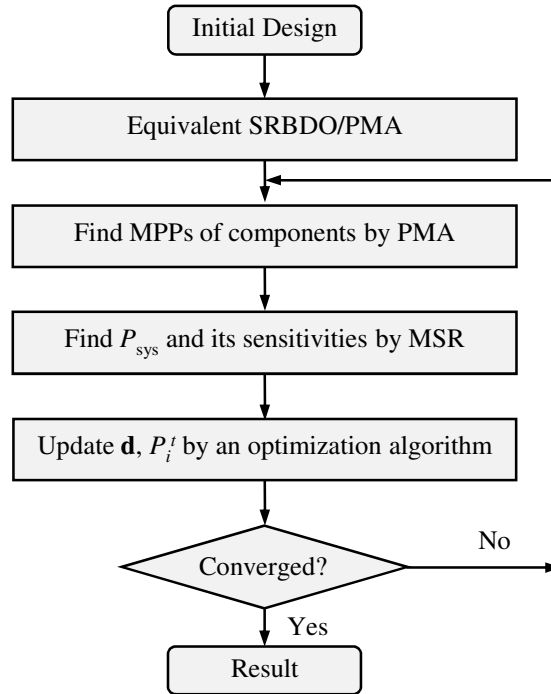 Initial Design
Equivalent SRBDO/PMA
Find MPPs of components by PMA
Find P_sys and its sensitivities by MSR
Update d, P_i^t by an optimization algorithm
Converged?
No
Yes
Result